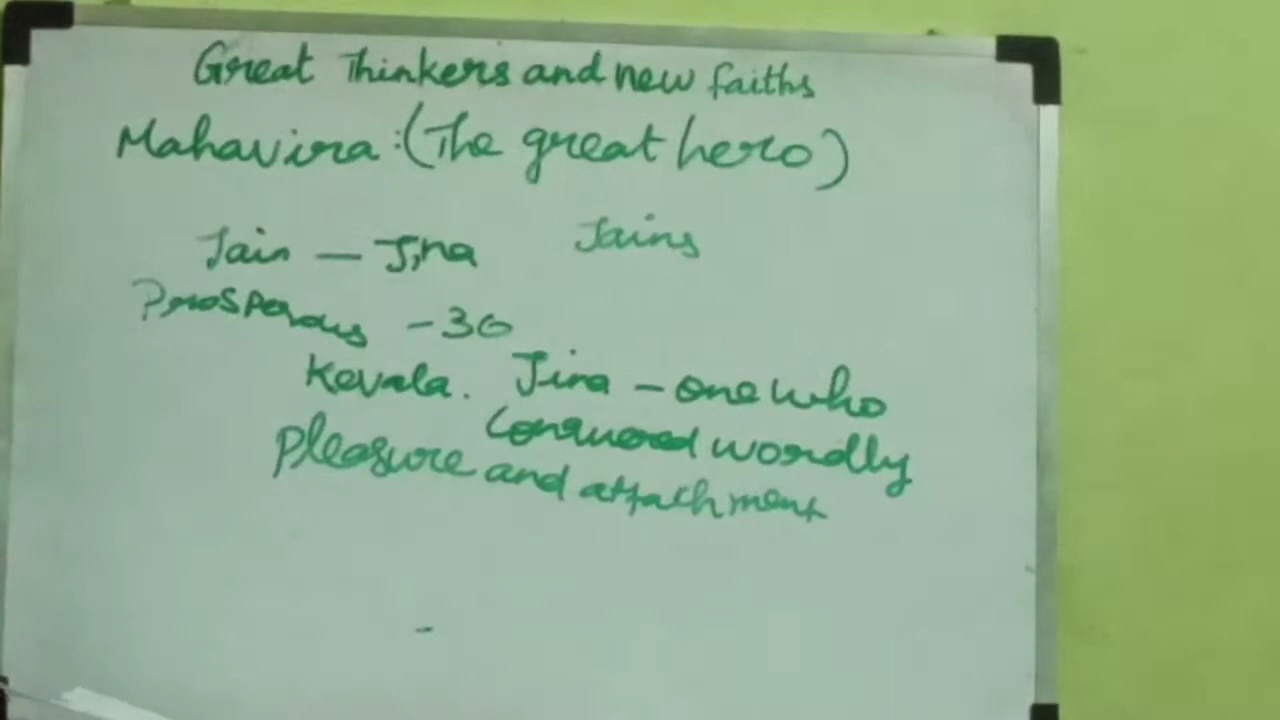 Great Thinkers and new faiths
Mahavira :(The great hero)
Jain — Jina Jains
Prosperous - 30
Kevala. Jina - one who
Conquered wordly
pleasure and attachment